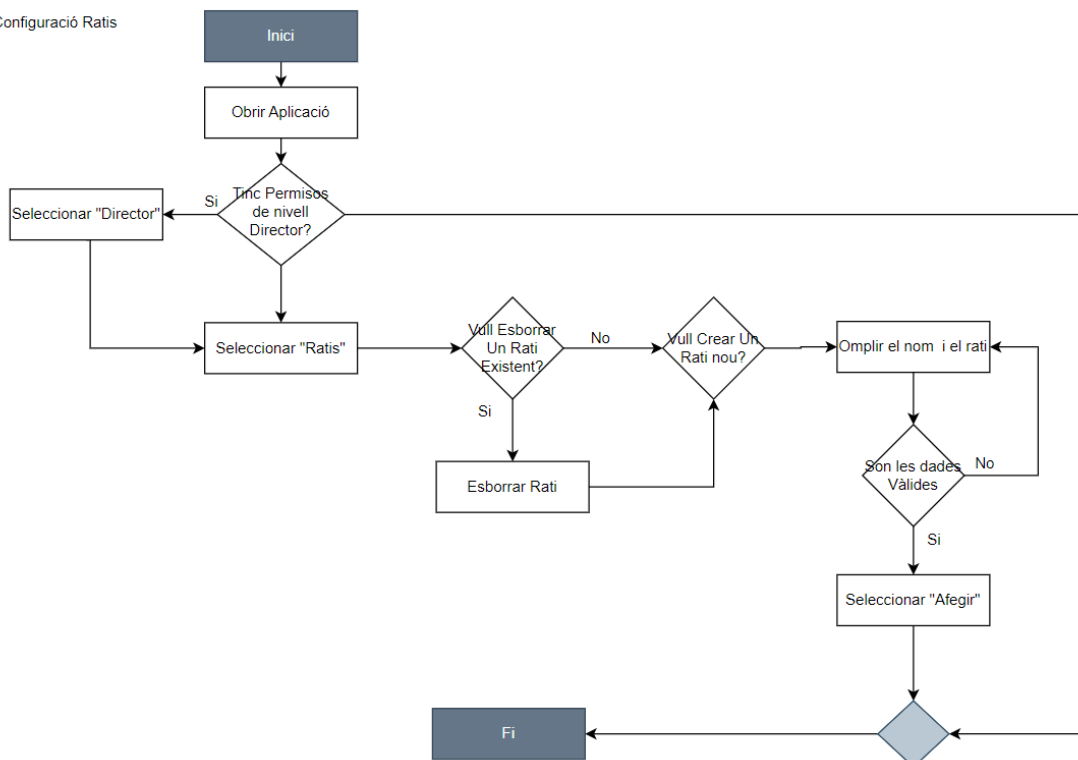 Configuració Ratis
Inici
Obrir Aplicació
Tinc Permisos
de nivell
Director?
Si
Seleccionar "Director"
Seleccionar "Ratis"
Vull Esborrar
Un Rati
Existent?
No
Si
Esborrar Rati
Vull Crear Un
Rati nou?
Omplir el nom  i el rati
Son les dades
Vàlides
No
Si
Seleccionar "Afegir"
Fi